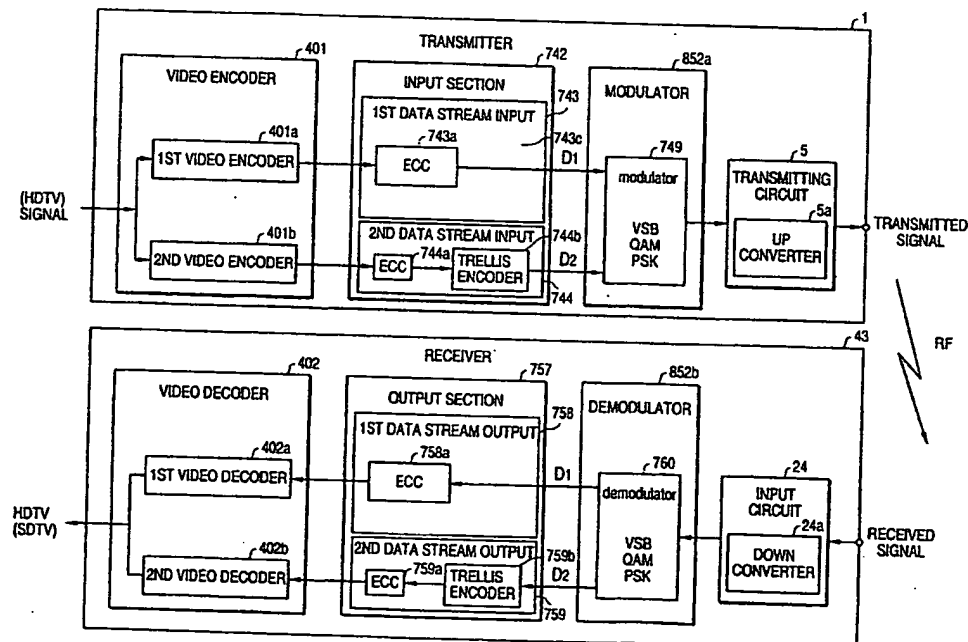 1
TRANSMITTER
401
VIDEO ENCODER
401a
1ST VIDEO ENCODER
(HDTV)
SIGNAL
401b
2ND VIDEO ENCODER
742
INPUT SECTION
743
1ST DATA STREAM INPUT
743a
743c
ECC
D1
2ND DATA STREAM INPUT
744b
744a
ECC
TRELLIS
ENCODER
D2
744
852a
MODULATOR
749
modulator
VSB
QAM
PSK
5
TRANSMITTING
CIRCUIT
5a
UP
CONVERTER
TRANSMITTED
SIGNAL
RF
43
RECEIVER
402
VIDEO DECODER
402a
1ST VIDEO DECODER
HDTV
(SDTV)
402b
2ND VIDEO DECODER
757
OUTPUT SECTION
758
1ST DATA STREAM OUTPUT
758a
ECC
D1
2ND DATA STREAM OUTPUT
759b
759a
ECC
TRELLIS
ENCODER
D2
759
852b
DEMODULATOR
760
demodulator
VSB
QAM
PSK
24
INPUT
CIRCUIT
24a
DOWN
CONVERTER
RECEIVED
SIGNAL